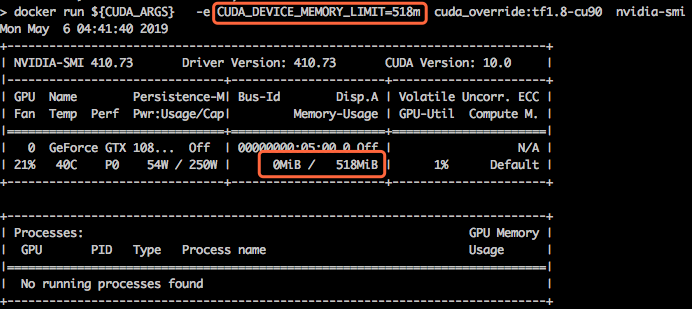 > docker run ${CUDA_ARGS}   -e CUDA_DEVICE_MEMORY_LIMIT=518m  cuda_override:tf1.8-cu90  nvidia-smi
Mon May  6 04:41:40 2019
+-----------------------------------------------------------------------------+
| NVIDIA-SMI 410.73       Driver Version: 410.73       CUDA Version: 10.0     |
|-------------------------------+----------------------+----------------------+
| GPU  Name        Persistence-M| Bus-Id        Disp.A | Volatile Uncorr. ECC |
| Fan  Temp  Perf  Pwr:Usage/Cap|         Memory-Usage | GPU-Util  Compute M. |
|===============================+======================+======================|
|   0  GeForce GTX 108...  Off  | 00000000:05:00.0 Off |                  N/A |
| 21%   40C    P0    54W / 250W |      0MiB /   518MiB |      1%      Default |
+-------------------------------+----------------------+----------------------+
+-----------------------------------------------------------------------------+
| Processes:                                                       GPU Memory |
|  GPU       PID   Type   Process name                             Usage      |
|=============================================================================|
|  No running processes found                                                 |
+-----------------------------------------------------------------------------+